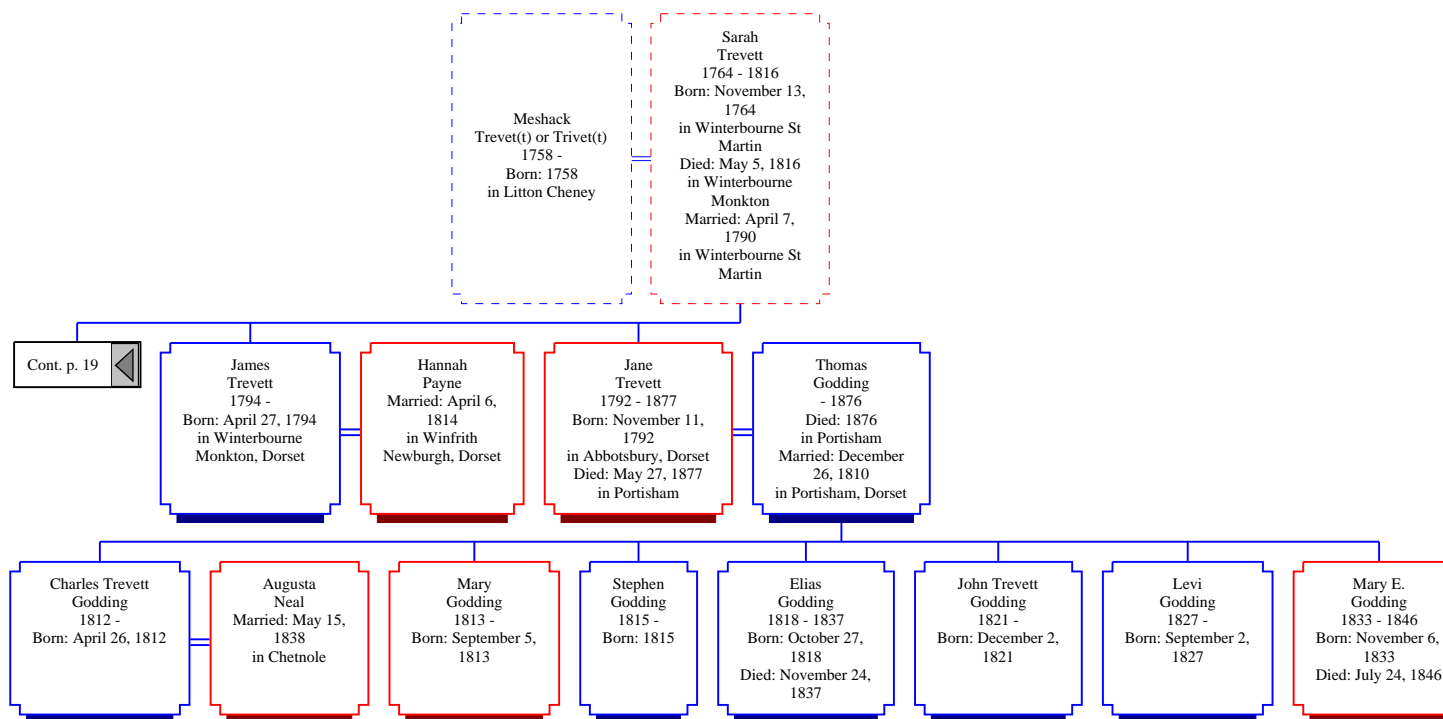 Meshack
Trevet(t) or Trivet(t)
1758 -
Born: 1758
in Litton Cheney
Sarah
Trevett
1764 - 1816
Born: November 13,
1764
in Winterbourne St
Martin
Died: May 5, 1816
in Winterbourne
Monkton
Married: April 7,
1790
in Winterbourne St
Martin
Cont. p. 19
James
Trevett
1794 -
Born: April 27, 1794
in Winterbourne
Monkton, Dorset
Hannah
Payne
Married: April 6,
1814
in Winfrith
Newburgh, Dorset
Jane
Trevett
1792 - 1877
Born: November 11,
1792
in Abbotsbury, Dorset
Died: May 27, 1877
in Portisham
Thomas
Godding
- 1876
Died: 1876
in Portisham
Married: December
26, 1810
in Portisham, Dorset
Charles Trevett
Godding
1812 -
Born: April 26, 1812
Augusta
Neal
Married: May 15,
1838
in Chetnole
Mary
Godding
1813 -
Born: September 5,
1813
Stephen
Godding
1815 -
Born: 1815
Elias
Godding
1818 - 1837
Born: October 27,
1818
Died: November 24,
1837
John Trevett
Godding
1821 -
Born: December 2,
1821
Levi
Godding
1827 -
Born: September 2,
1827
Mary E.
Godding
1833 - 1846
Born: November 6,
1833
Died: July 24, 1846